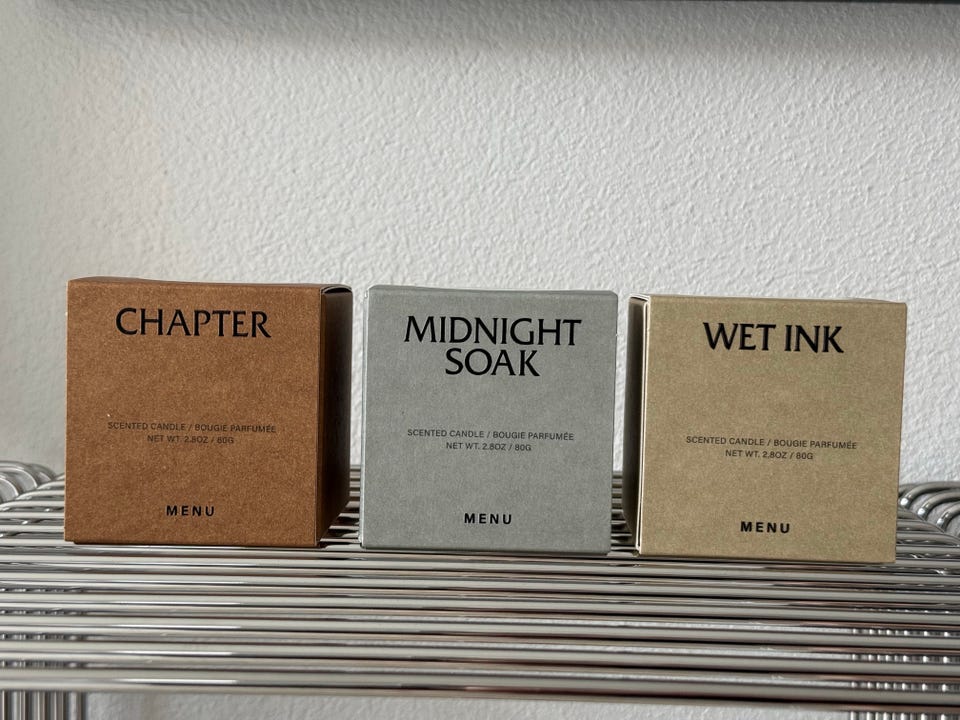 CHAPTER
SCENTED CANDLE / BOUGIE PARFUMÉE
NET WT. 2.8OZ / 80G
MENU
MIDNIGHT
SOAK
SCENTED CANDLE / BOUGIE PARFUMÉE
NET WT. 2.8OZ / 80G
MENU
WET INK
SCENTED CANDLE / BOUGIE PARFUMÉE
NET WT. 2.8OZ / 80G
MENU